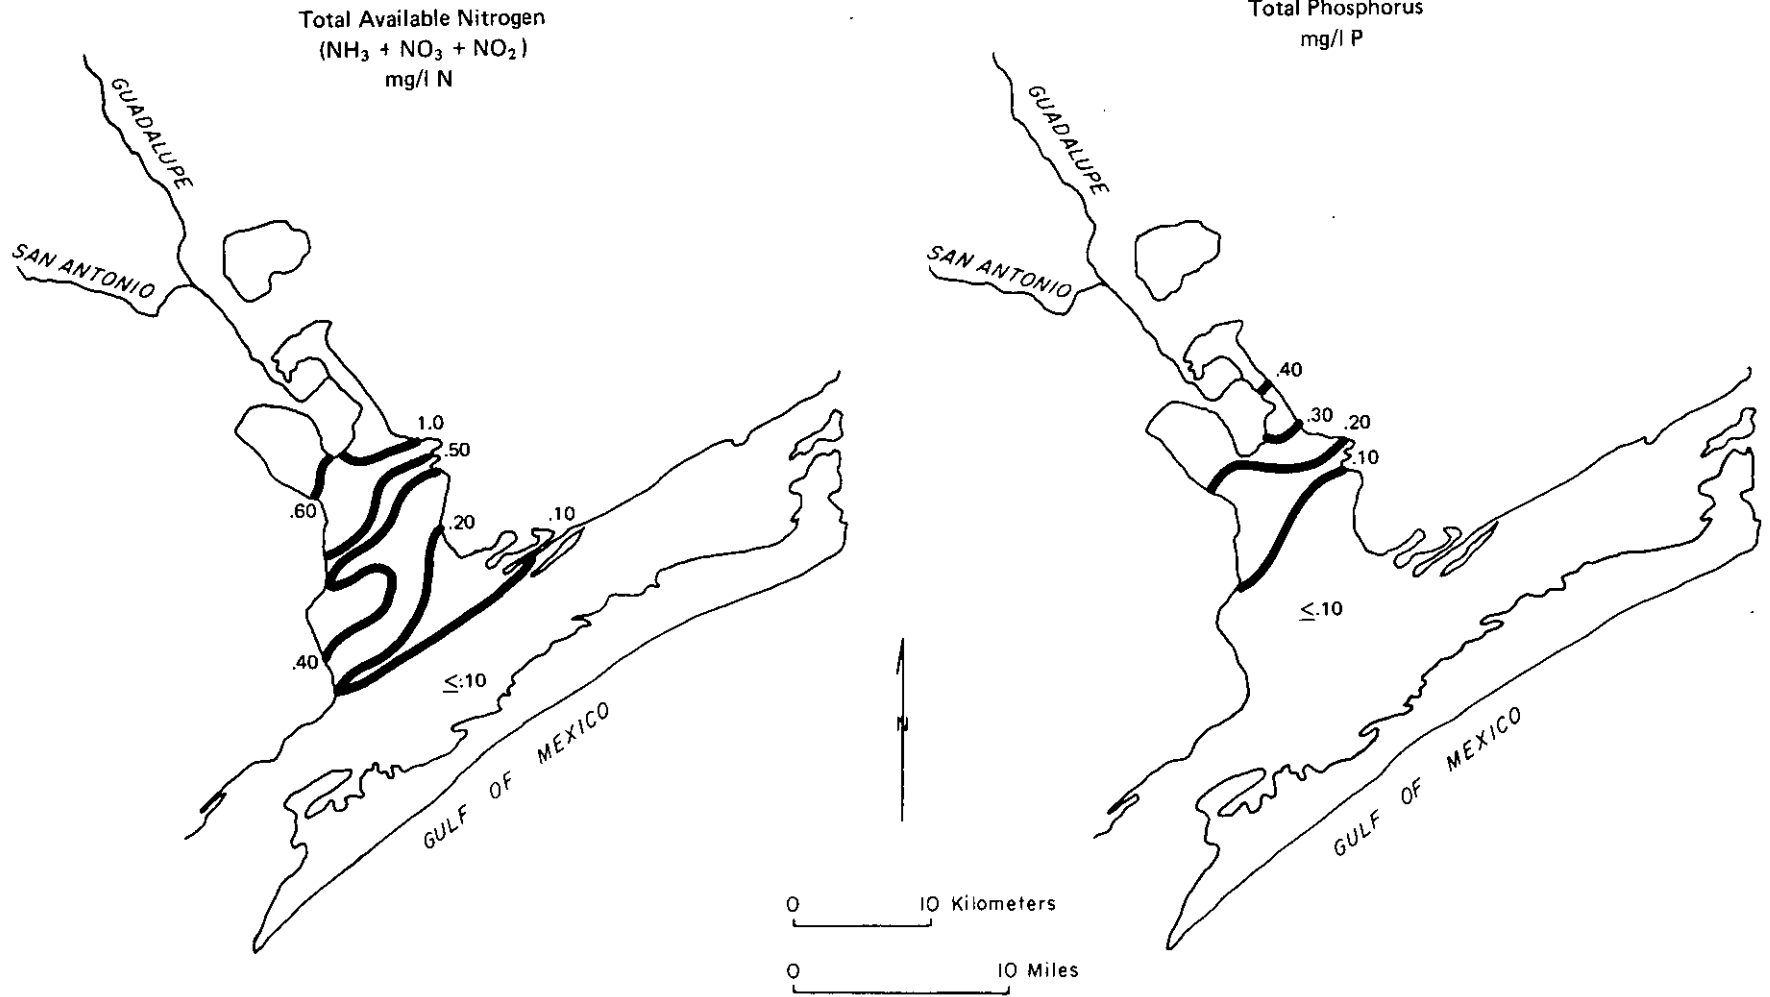 Total Available Nitrogen
(NH₃ + NO₃ + NO₂)
mg/l N
GUADALUPE
SAN ANTONIO
1.0
.50
.60
.20
.10
.40
≤.10
GULF OF MEXICO
Total Phosphorus
mg/l P
GUADALUPE
SAN ANTONIO
.40
.30
.20
.10
≤.10
GULF OF MEXICO
N
0 10 Kilometers
0 10 Miles